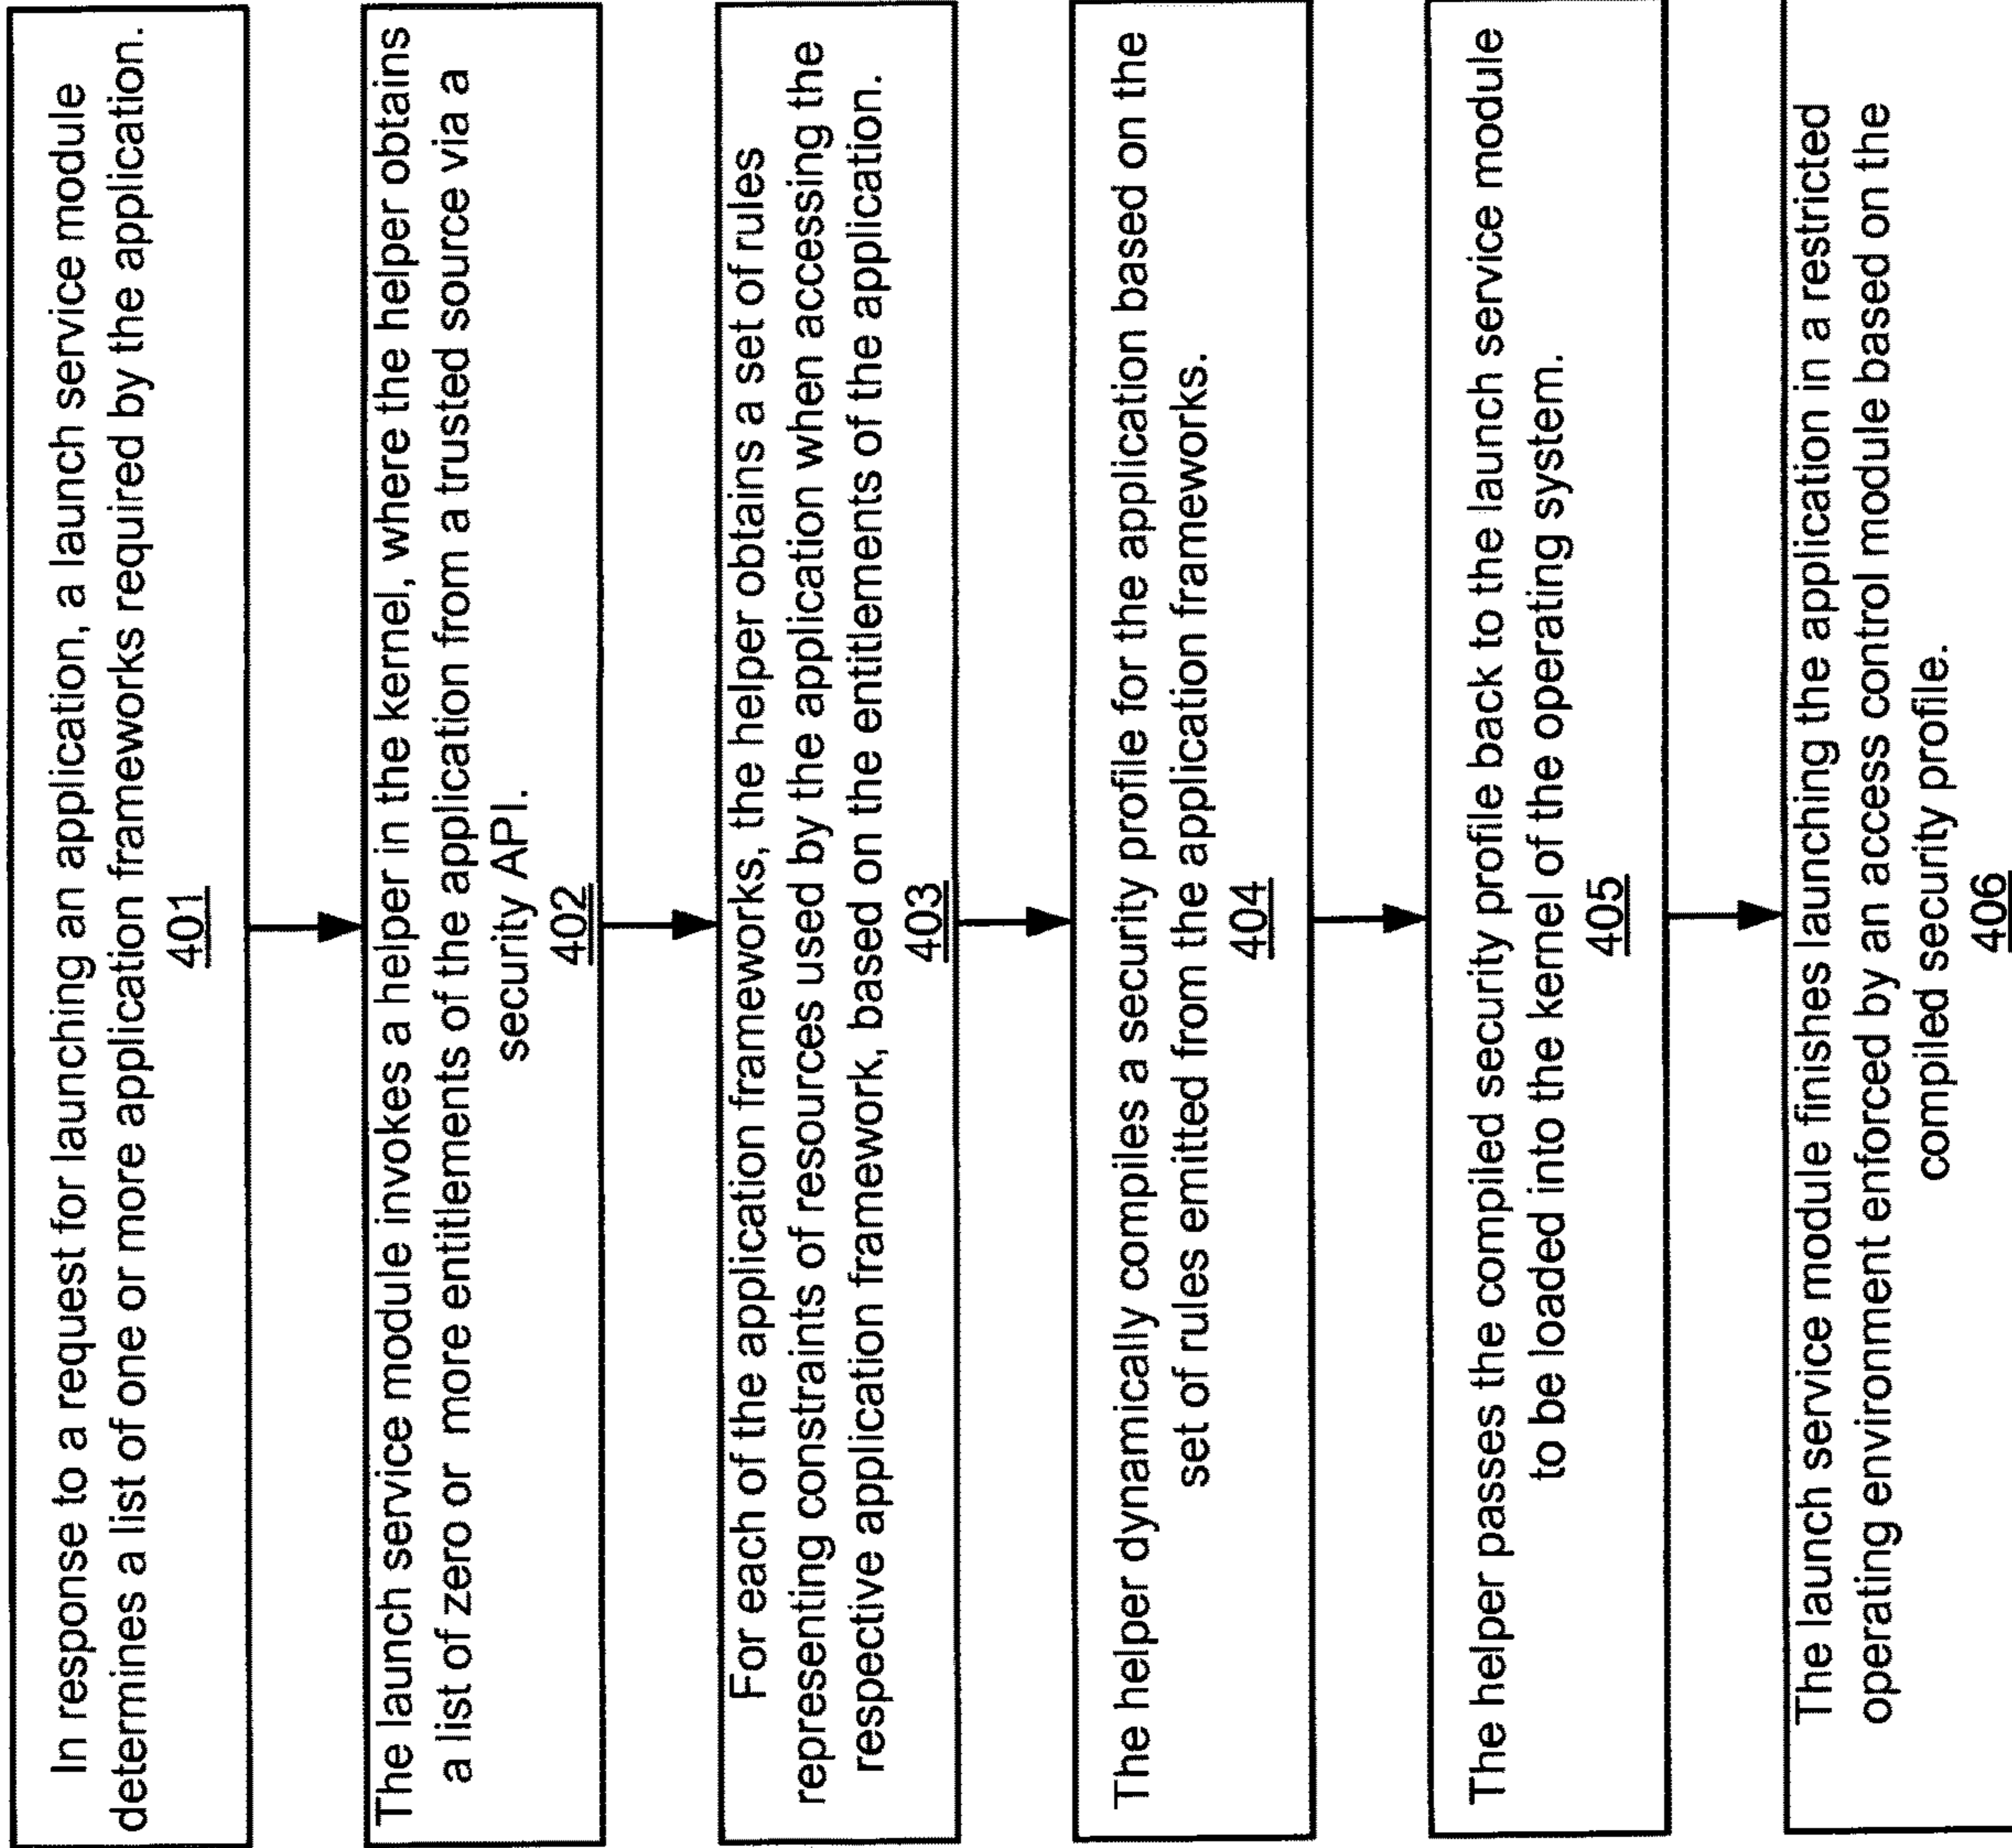 In response to a request for launching an application, a launch service module
determines a list of one or more application frameworks required by the application.
401
The launch service module invokes a helper in the kernel, where the helper obtains
a list of zero or more entitlements of the application from a trusted source via a
security API.
402
For each of the application frameworks, the helper obtains a set of rules
representing constraints of resources used by the application when accessing the
respective application framework, based on the entitlements of the application.
403
The helper dynamically compiles a security profile for the application based on the
set of rules emitted from the application frameworks.
404
The helper passes the compiled security profile back to the launch service module
to be loaded into the kernel of the operating system.
405
The launch service module finishes launching the application in a restricted
operating environment enforced by an access control module based on the
compiled security profile.
406